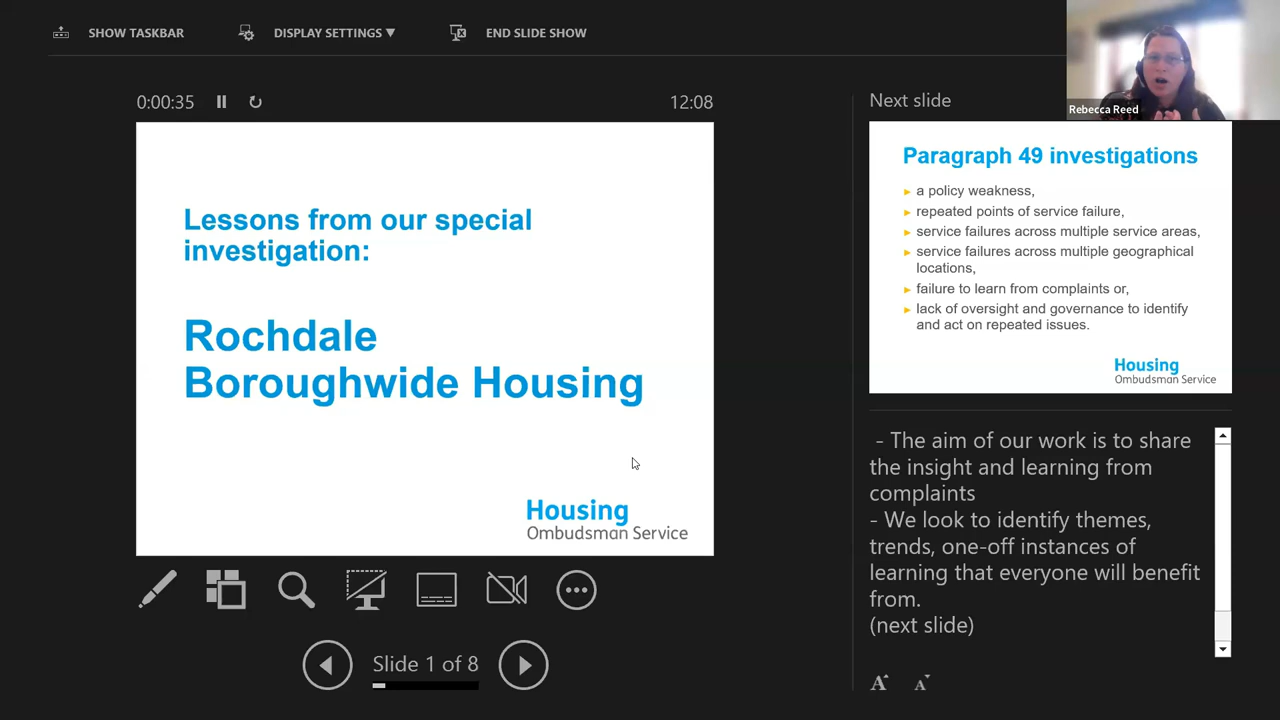 SHOW TASKBAR
DISPLAY SETTINGS ▼
END SLIDE SHOW
0:00:35
12:08
Lessons from our special
investigation:
Rochdale
Boroughwide Housing
Housing
Ombudsman Service
Slide 1 of 8
Next slide
Rebecca Reed
Paragraph 49 investigations
a policy weakness,
repeated points of service failure,
service failures across multiple service areas,
service failures across multiple geographical
locations,
failure to learn from complaints or,
lack of oversight and governance to identify
and act on repeated issues.
Housing
Ombudsman Service
- The aim of our work is to share
the insight and learning from
complaints
- We look to identify themes,
trends, one-off instances of
learning that everyone will benefit
from.
(next slide)
A A